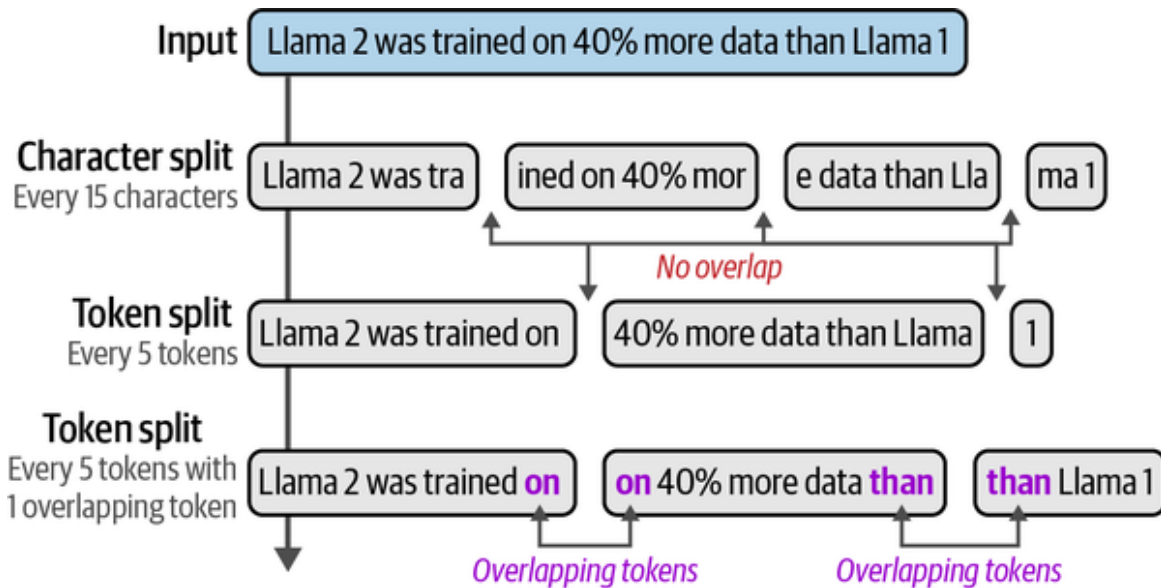 Input
Llama 2 was trained on 40% more data than Llama 1
Character split
Every 15 characters
Llama 2 was tra
ined on 40% mor
e data than Lla
ma 1
No overlap
Token split
Every 5 tokens
Llama 2 was trained on
40% more data than Llama
1
Token split
Every 5 tokens with
1 overlapping token
Llama 2 was trained on
on 40% more data than
than Llama 1
Overlapping tokens
Overlapping tokens